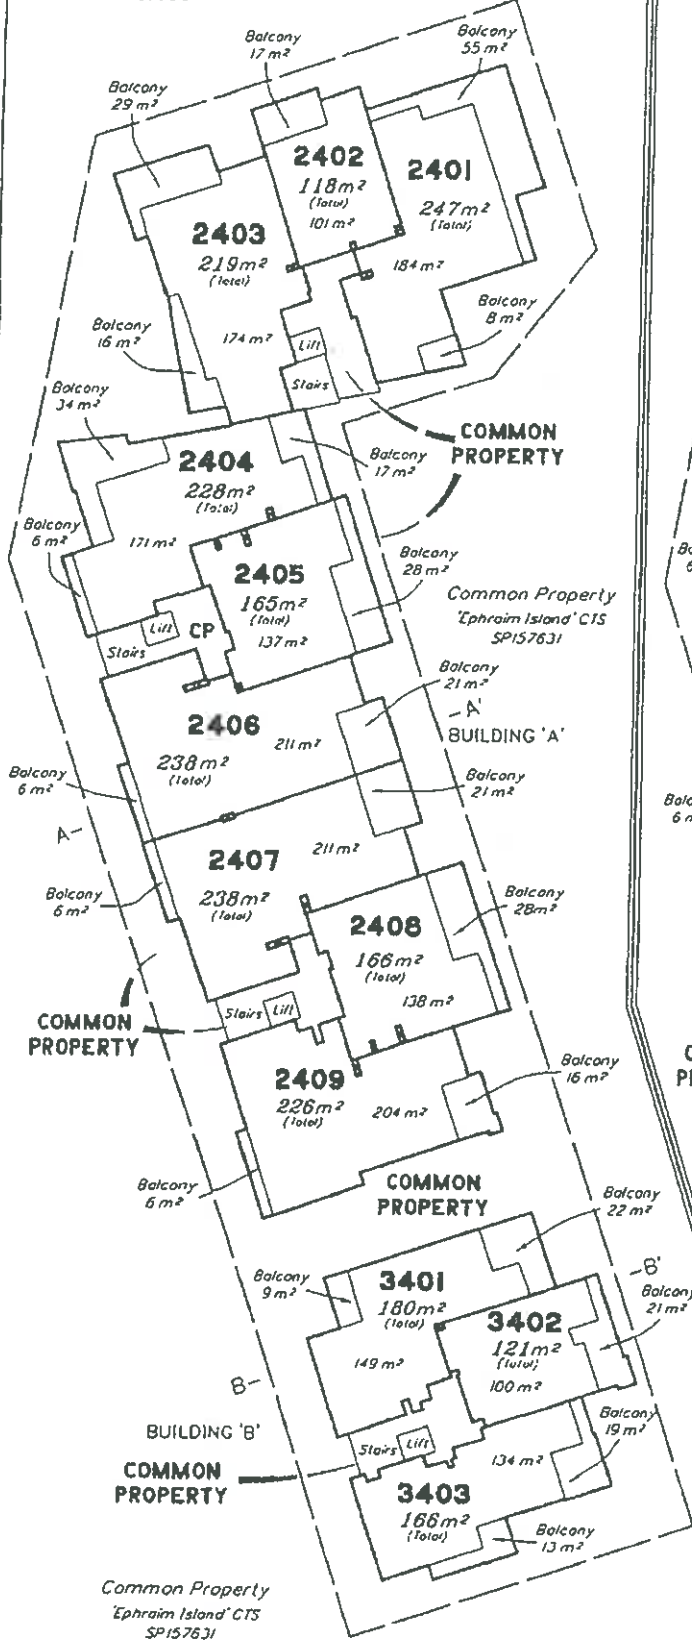 Balcony
17 m²
Balcony
55 m²
Balcony
29 m²
2402
118m²
(Total)
101m²
2401
247m²
(Total)
184 m²
2403
219m²
(Total)
174 m²
Balcony
16 m²
Balcony
8 m²
Lift
Stairs
Balcony
34 m²
COMMON
PROPERTY
2404
228m²
(Total)
171 m²
Balcony
17 m²
Balcony
6 m²
2405
165m²
(Total)
137m²
Balcony
28 m²
Common Property
'Ephraim Island' CTS
SP157631
Lift
CP
Stairs
Balcony
21 m²
A'
BUILDING 'A'
2406
238m²
(Total)
211 m²
Balcony
6 m²
Balcony
21 m²
A
2407
238m²
(Total)
211 m²
Balcony
6 m²
2408
166m²
(Total)
138 m²
Balcony
28m²
Stairs
Lift
COMMON
PROPERTY
2409
226m²
(Total)
204 m²
Balcony
16 m²
Balcony
6 m²
COMMON
PROPERTY
Balcony
22 m²
3401
180m²
(Total)
149 m²
Balcony
9 m²
B'
3402
121m²
(Total)
100 m²
Balcony
21 m²
B
BUILDING 'B'
Stairs
Lift
COMMON
PROPERTY
3403
166m²
(Total)
134 m²
Balcony
19 m²
Balcony
13 m²
Common Property
'Ephraim Island' CTS
SP157631